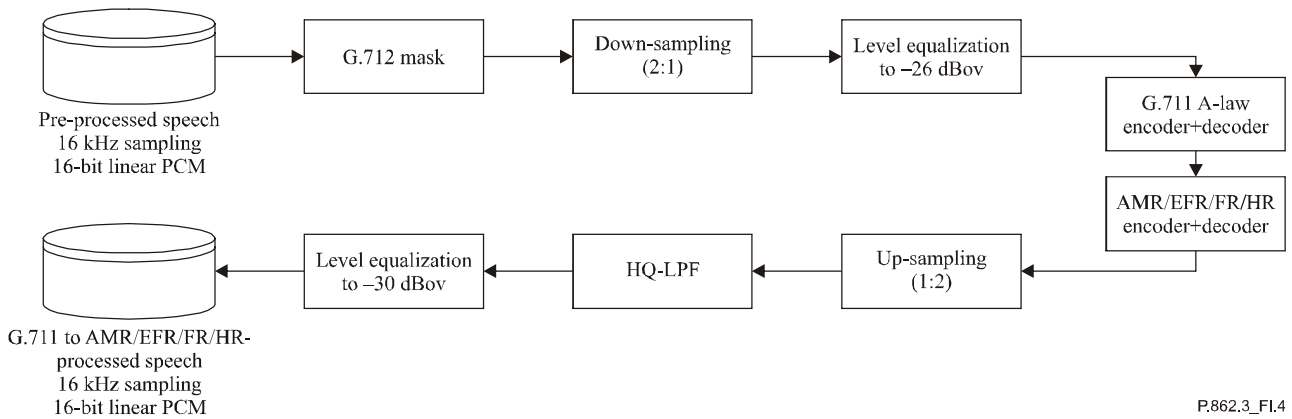 G.712 mask
Down-sampling
(2:1)
Level equalization
to –26 dBov
Pre-processed speech
16 kHz sampling
16-bit linear PCM
G.711 A-law
encoder+decoder
AMR/EFR/FR/HR
encoder+decoder
Up-sampling
(1:2)
HQ-LPF
Level equalization
to –30 dBov
G.711 to AMR/EFR/FR/HR-
processed speech
16 kHz sampling
16-bit linear PCM
P.862.3_FI.4